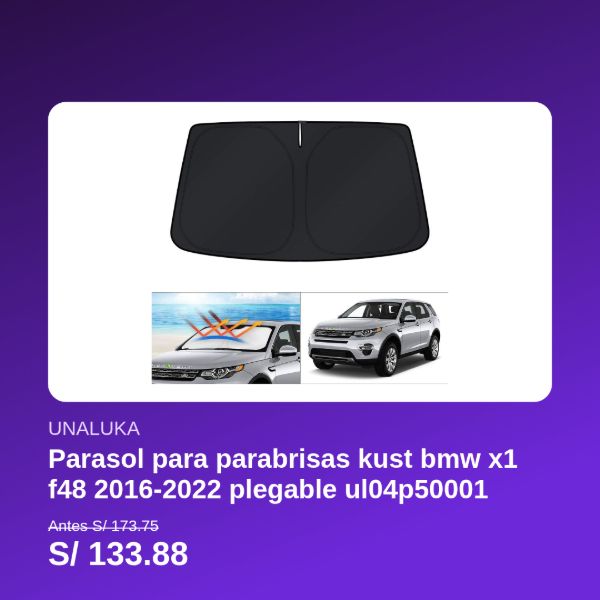 UNALUKA
Parasol para parabrisas kust bmw x1
f48 2016-2022 plegable ul04p50001
Antes S/ 173.75
S/ 133.88